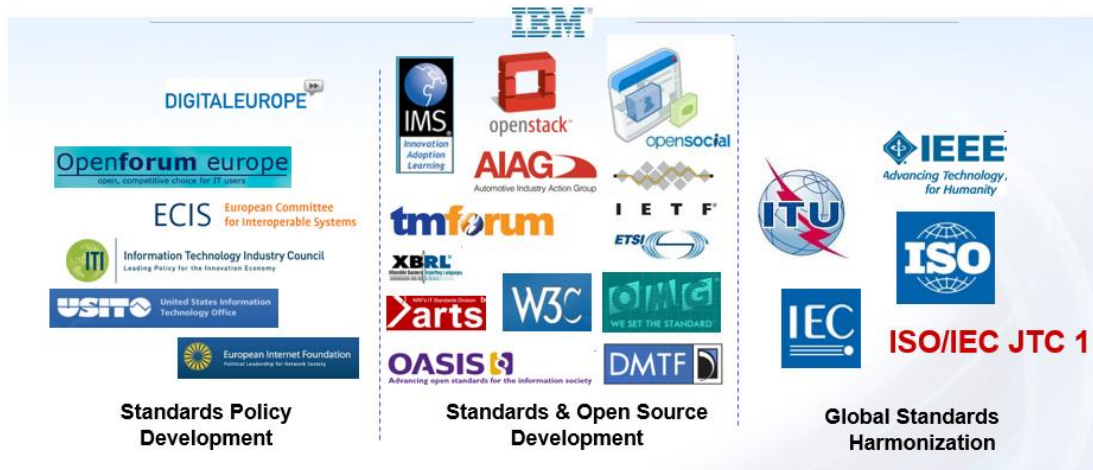 IBM
DIGITALEUROPE
Openforum europe
open, competitive choice for IT users
ECIS
European Committee
for Interoperable Systems
ITI
Information Technology Industry Council
Leading Policy for the Innovation Economy
USITO
United States Information
Technology Office
European Internet Foundation
Political Leadership for Network Society
Standards Policy
Development
IMS
Innovation
Adoption
Learning
openstack
opensocial
AIAG
Automotive Industry Action Group
IETF
tmforum
ETSI
XBRL
arts
NRF's IT Standards Division
W3C
OMG
WE SET THE STANDARD
OASIS
Advancing open standards for the information society
DMTF
Standards & Open Source
Development
IEEE
Advancing Technology
for Humanity
ITU
ISO
IEC
ISO/IEC JTC 1
Global Standards
Harmonization